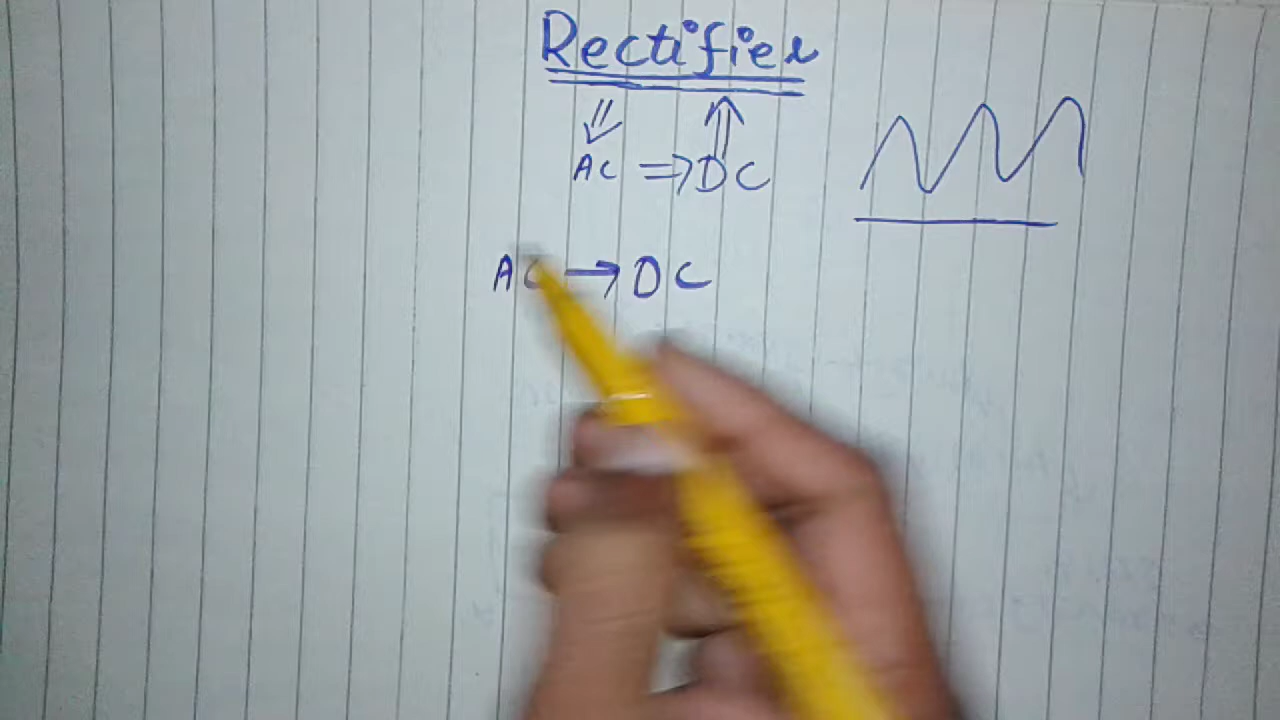 Rectifier
AC ⇒ DC
AC → DC